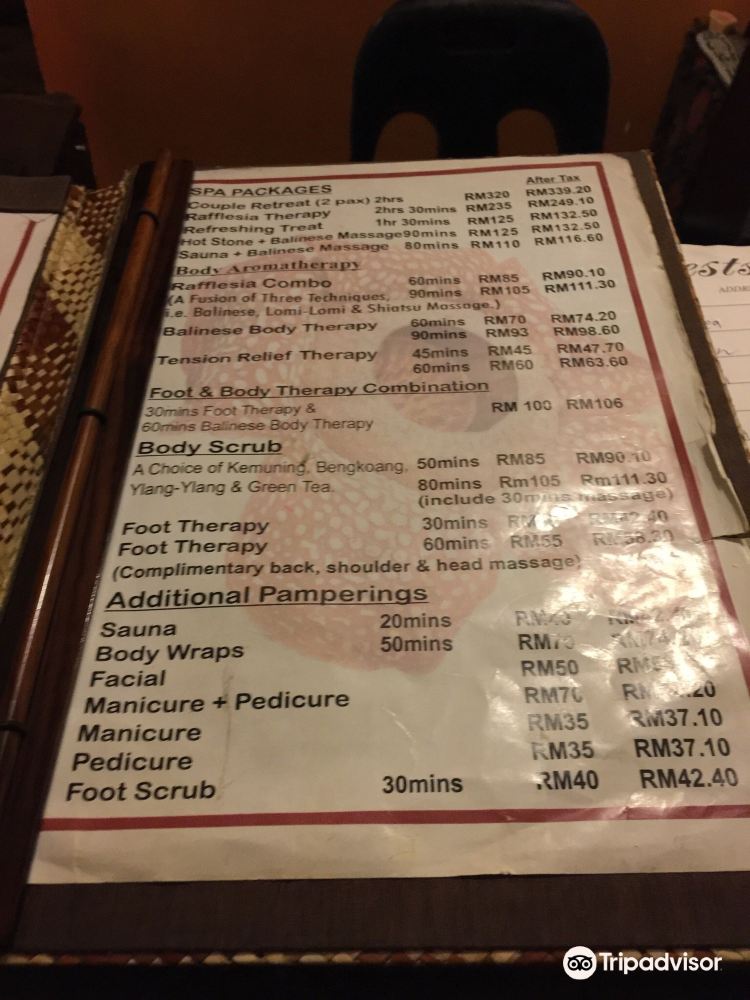 After Tax
SPA PACKAGES
Couple Retreat (2 pax) 2hrs RM320 RM339.20
Rafflesia Therapy 2hrs 30mins RM235 RM249.10
Refreshing Treat 1hr 30mins RM125 RM132.50
Hot Stone + Balinese Massage 90mins RM125 RM132.50
Sauna + Balinese Massage 80mins RM110 RM116.60
Body Aromatherapy
Rafflesia Combo 60mins RM85 RM90.10
(A Fusion of Three Techniques, 90mins RM105 RM111.30
i.e. Balinese, Lomi-Lomi & Shiatsu Massage.)
Balinese Body Therapy 60mins RM70 RM74.20
90mins RM93 RM98.60
Tension Relief Therapy 45mins RM45 RM47.70
60mins RM60 RM63.60
Foot & Body Therapy Combination
30mins Foot Therapy & RM 100 RM106
60mins Balinese Body Therapy
Body Scrub
A Choice of Kemuning, Bengkoang, 50mins RM85 RM90.10
Ylang-Ylang & Green Tea. 80mins Rm105 Rm111.30
(include 30mins massage)
Foot Therapy 30mins
Foot Therapy 60mins RM55
(Complimentary back, shoulder & head massage)
Additional Pamperings
Sauna 20mins
Body Wraps 50mins
Facial RM50
Manicure + Pedicure RM70
Manicure RM35 RM37.10
Pedicure RM35 RM37.10
Foot Scrub 30mins RM40 RM42.40
Tripadvisor